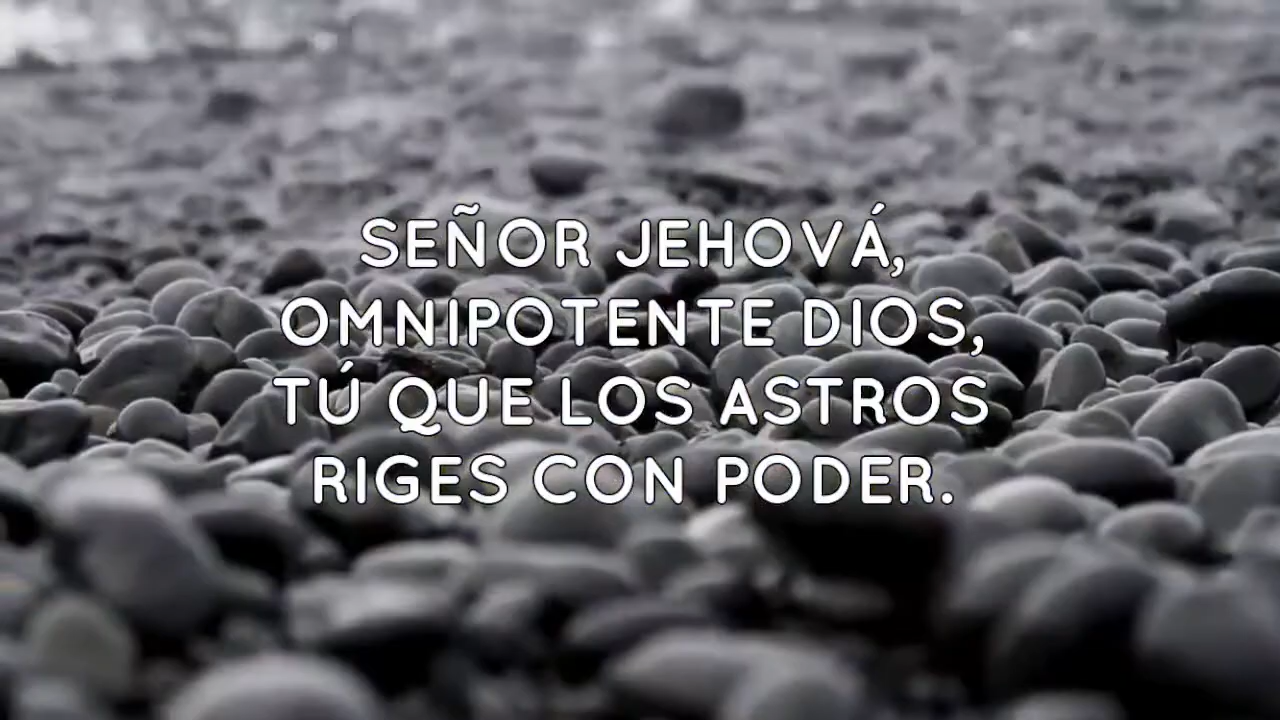 SEÑOR JEHOVÁ,
OMNIPOTENTE DIOS,
TÚ QUE LOS ASTROS
RIGES CON PODER.